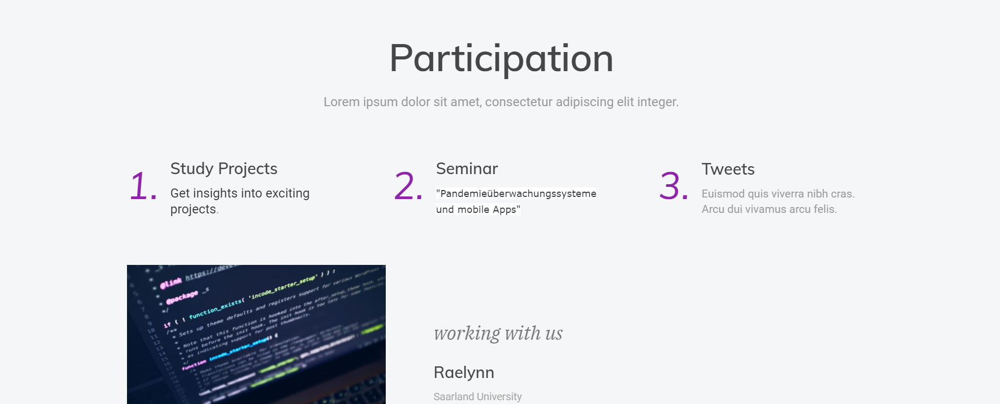 Participation
Lorem ipsum dolor sit amet, consectetur adipiscing elit integer.
1.
Study Projects
Get insights into exciting
projects.
2.
Seminar
"Pandemieüberwachungssysteme
und mobile Apps"
3.
Tweets
Euismod quis viverra nibh cras.
Arcu dui vivamus arcu felis.
* @link https://
* @package _s
*/
if ( ! function_exists( 'incode_starter_setup' ) ) :
/**
* Sets up theme defaults and registers support for various WordPress
*
* Note that this function is hooked into the after_setup_theme hook,
* runs before the init hook. The init hook is too late for some features,
* as indicating support for post thumbnails.
*/
function incode_starter_setup() {
working with us
Raelynn
Saarland University